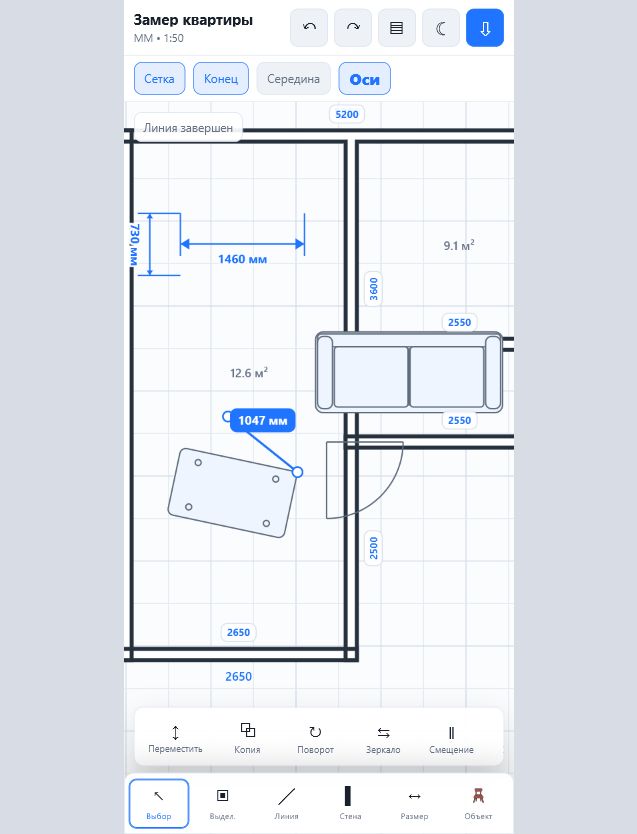 Замер квартиры
ММ • 1:50
Сетка
Конец
Середина
Оси
Линия завершен
5200
730 мм
1460 мм
9.1 м²
3600
2550
12.6 м²
1047 мм
2550
2500
2650
2650
Переместить
Копия
Поворот
Зеркало
Смещение
Выбор
Выдел.
Линия
Стена
Размер
Объект